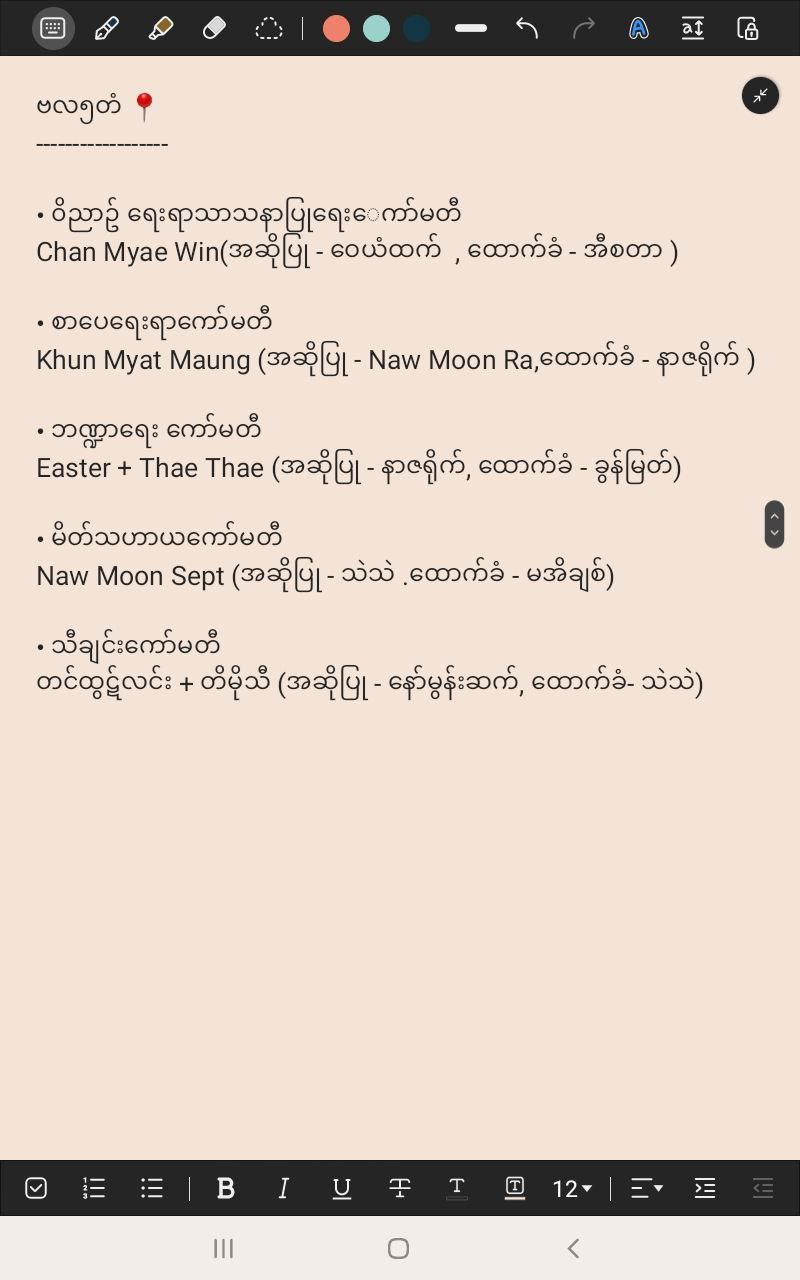 ဗလ၅တံ 📍
------------------
• ဝိညာဥ် ရေးရာသာသနာပြုရေးေကော်မတီ
Chan Myae Win(အဆိုပြု - ဝေယံထက် , ထောက်ခံ - အီစတာ )
• စာပေရေးရာကော်မတီ
Khun Myat Maung (အဆိုပြု - Naw Moon Ra,ထောက်ခံ - နာဇရိုက် )
• ဘဏ္ဍာရေး ကော်မတီ
Easter + Thae Thae (အဆိုပြု - နာဇရိုက်, ထောက်ခံ - ခွန်မြတ်)
• မိတ်သဟာယကော်မတီ
Naw Moon Sept (အဆိုပြု - သဲသဲ .ထောက်ခံ - မအိချစ်)
• သီချင်းကော်မတီ
တင်ထွဋ်လင်း + တိမိုသီ (အဆိုပြု - နော်မွန်းဆက်, ထောက်ခံ- သဲသဲ)
12